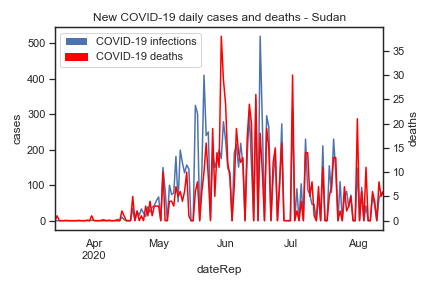 New COVID-19 daily cases and deaths - Sudan
COVID-19 infections
COVID-19 deaths
500
400
300
200
100
0
cases
35
30
25
20
15
10
5
0
deaths
Apr
2020
May
Jun
Jul
Aug
dateRep